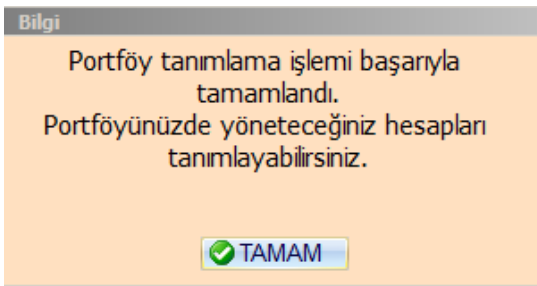 Bilgi
Portföy tanımlama işlemi başarıyla
tamamlandı.
Portföyünüzde yöneteceğiniz hesapları
tanımlayabilirsiniz.
TAMAM